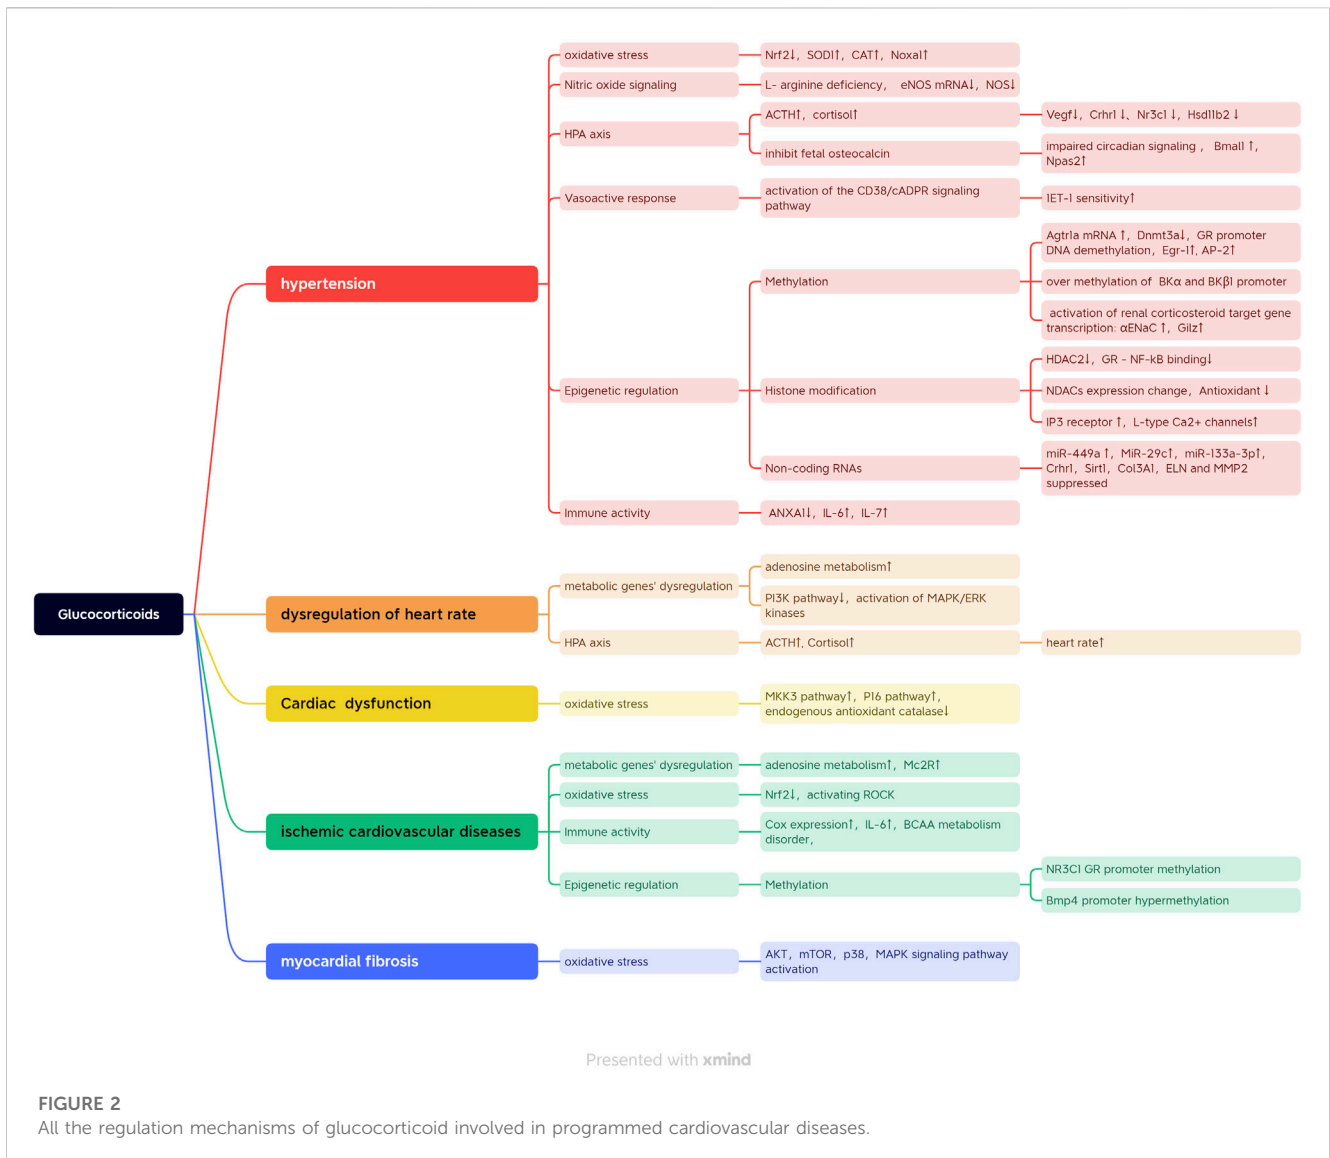 oxidative stress
Nrf2↓, SOD1↑, CAT↑, Noxa1↑
Nitric oxide signaling
L- arginine deficiency, eNOS mRNA↓, NOS↓
HPA axis
ACTH↑, cortisol↑
Vegf↓, Crhr1 ↓、Nr3c1 ↓, Hsd11b2 ↓
inhibit fetal osteocalcin
impaired circadian signaling , Bmal1 ↑,
Npas2↑
Vasoactive response
activation of the CD38/cADPR signaling
pathway
1ET-1 sensitivity↑
hypertension
Epigenetic regulation
Methylation
Agtr1a mRNA ↑, Dnmt3a↓, GR promoter
DNA demethylation, Egr-1↑, AP-2↑
over methylation of BKα and BKβ1 promoter
activation of renal corticosteroid target gene
transcription: αENaC ↑, Gilz↑
Histone modification
HDAC2↓, GR - NF-kB binding↓
NDACs expression change, Antioxidant ↓
IP3 receptor ↑, L-type Ca2+ channels↑
Non-coding RNAs
miR-449a ↑, MiR-29c↑, miR-133a-3p↑,
Crhr1, Sirt1, Col3A1, ELN and MMP2
suppressed
Immune activity
ANXA1↓, IL-6↑, IL-7↑
Glucocorticoids
dysregulation of heart rate
metabolic genes' dysregulation
adenosine metabolism↑
PI3K pathway↓, activation of MAPK/ERK
kinases
HPA axis
ACTH↑, Cortisol↑
heart rate↑
Cardiac dysfunction
oxidative stress
MKK3 pathway↑, P16 pathway↑,
endogenous antioxidant catalase↓
ischemic cardiovascular diseases
metabolic genes' dysregulation
adenosine metabolism↑, Mc2R↑
oxidative stress
Nrf2↓, activating ROCK
Immune activity
Cox expression↑, IL-6↑, BCAA metabolism
disorder,
Epigenetic regulation
Methylation
NR3C1 GR promoter methylation
Bmp4 promoter hypermethylation
myocardial fibrosis
oxidative stress
AKT, mTOR, p38, MAPK signaling pathway
activation
Presented with xmind
FIGURE 2
All the regulation mechanisms of glucocorticoid involved in programmed cardiovascular diseases.